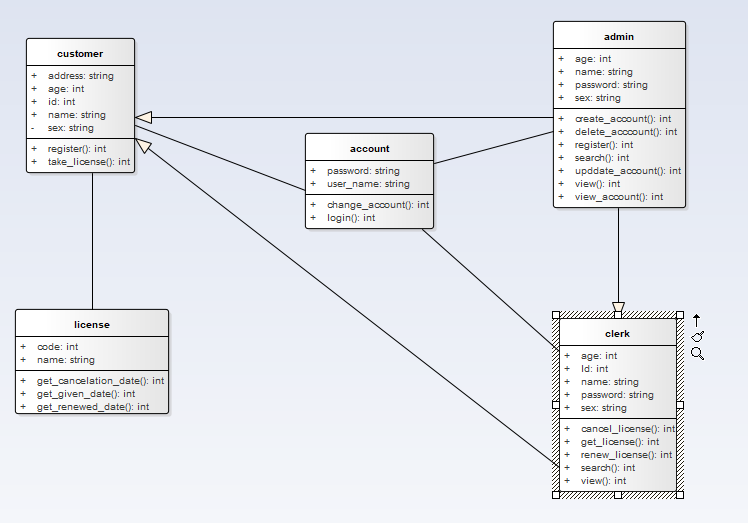 customer
+ address: string
+ age: int
+ id: int
+ name: string
- sex: string
+ register(): int
+ take_license(): int
account
+ password: string
+ user_name: string
+ change_account(): int
+ login(): int
admin
+ age: int
+ name: string
+ password: string
+ sex: string
+ create_account(): int
+ delete_acccount(): int
+ register(): int
+ search(): int
+ upddate_account(): int
+ view(): int
+ view_account(): int
license
+ code: int
+ name: string
+ get_cancelation_date(): int
+ get_given_date(): int
+ get_renewed_date(): int
clerk
+ age: int
+ Id: int
+ name: string
+ password: string
+ sex: string
+ cancel_license(): int
+ get_license(): int
+ renew_license(): int
+ search(): int
+ view(): int